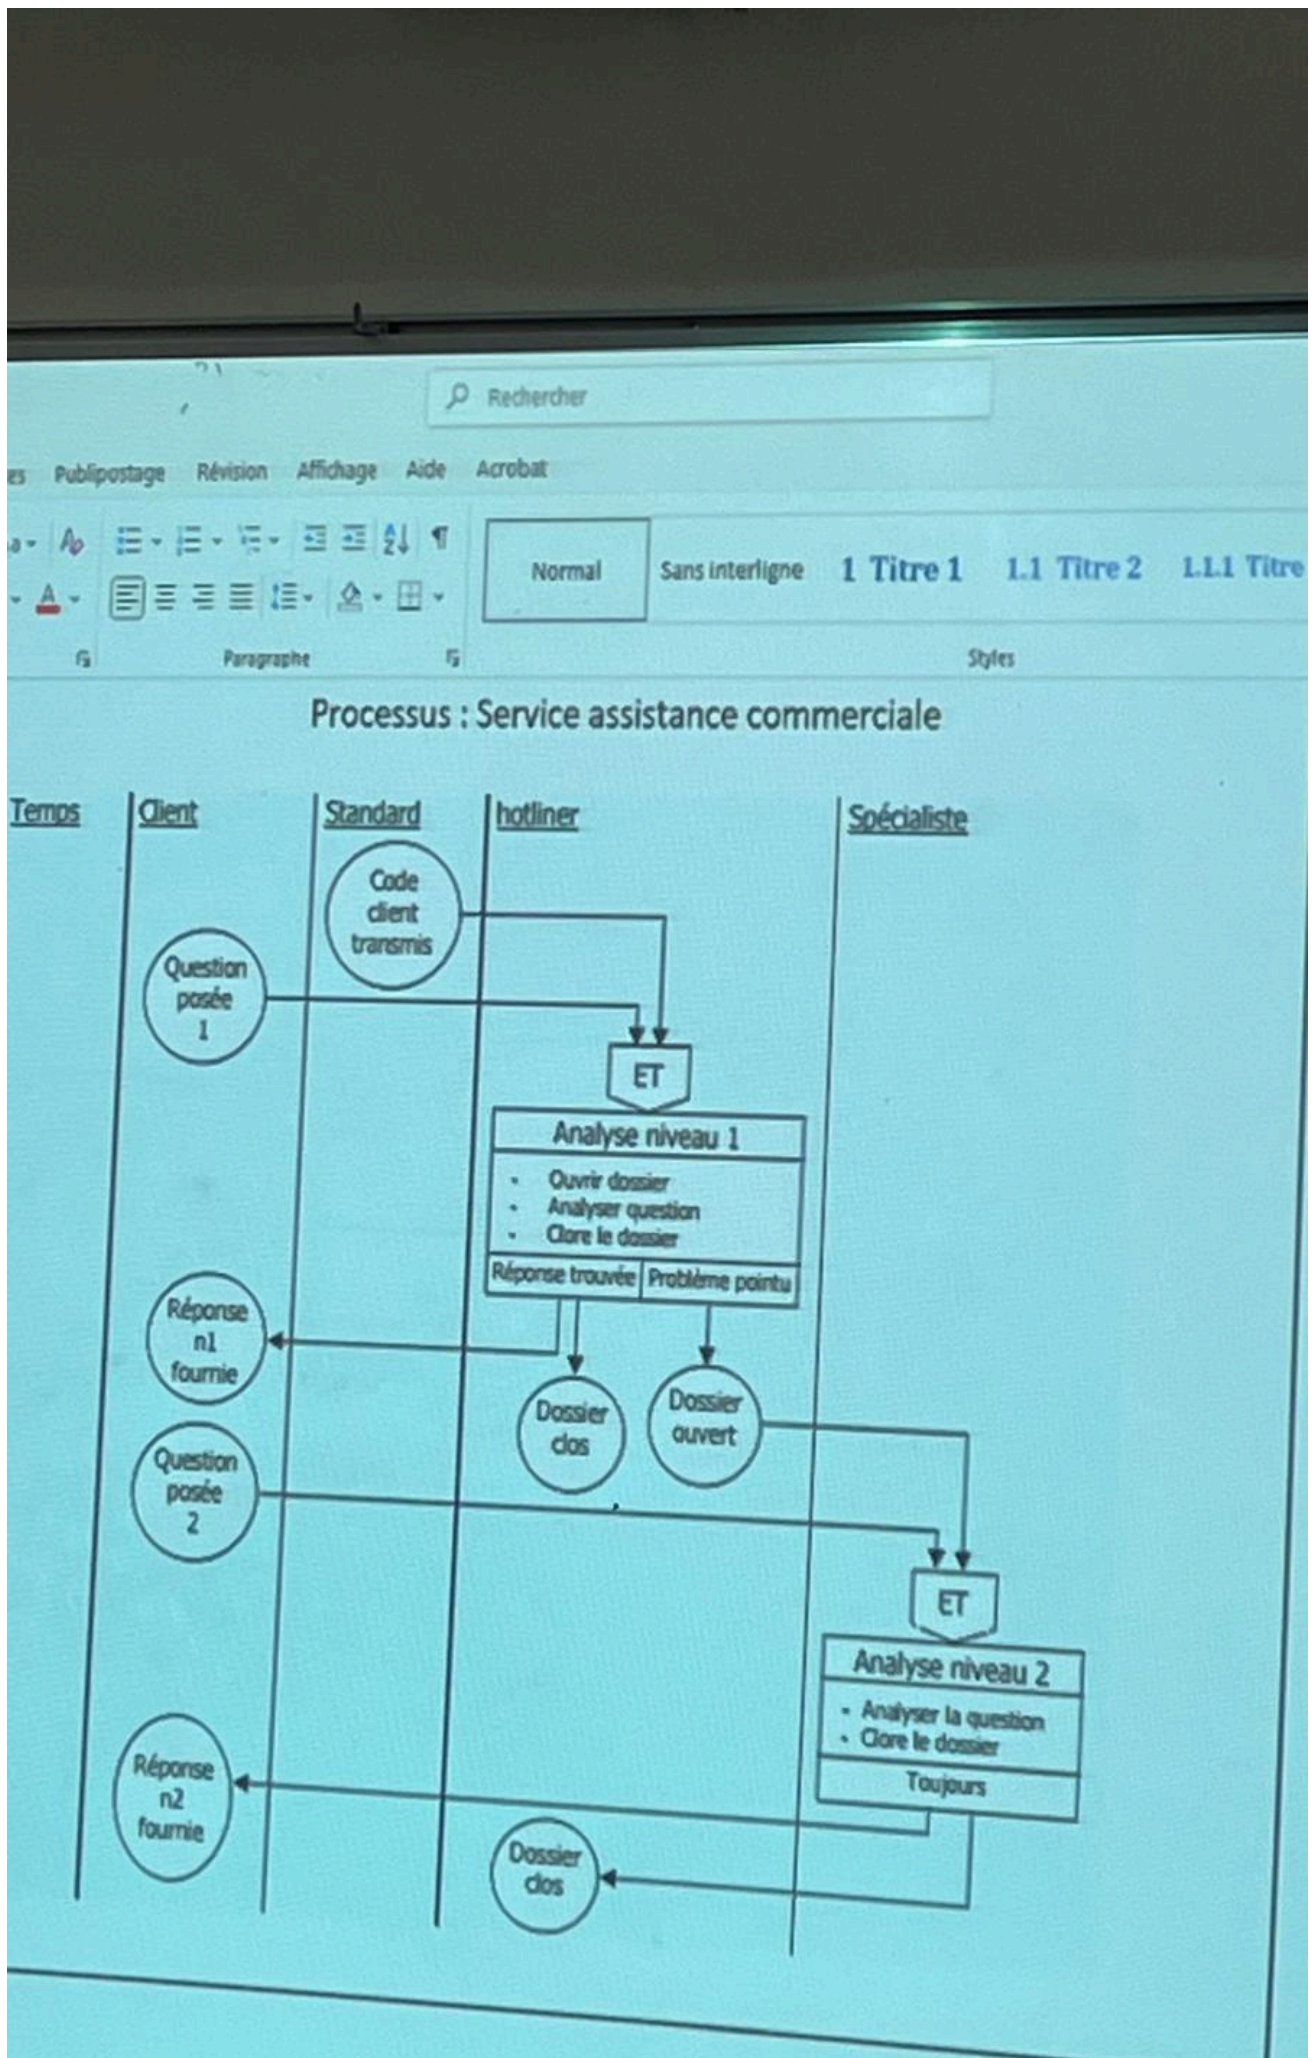 Rechercher
es Publipostage Révision Affichage Aide Acrobat
Normal Sans interligne 1 Titre 1 1.1 Titre 2 1.1.1 Titre
Paragraphe Styles
Processus : Service assistance commerciale
Temps Client Standard hotliner Spécialiste
Code
client
transmis
Question
posée
1
ET
Analyse niveau 1
- Ouvrir dossier
- Analyser question
- Clore le dossier
Réponse trouvée Problème pointu
Réponse
n1
fournie
Dossier
clos
Dossier
ouvert
Question
posée
2
ET
Analyse niveau 2
- Analyser la question
- Clore le dossier
Toujours
Réponse
n2
fournie
Dossier
clos